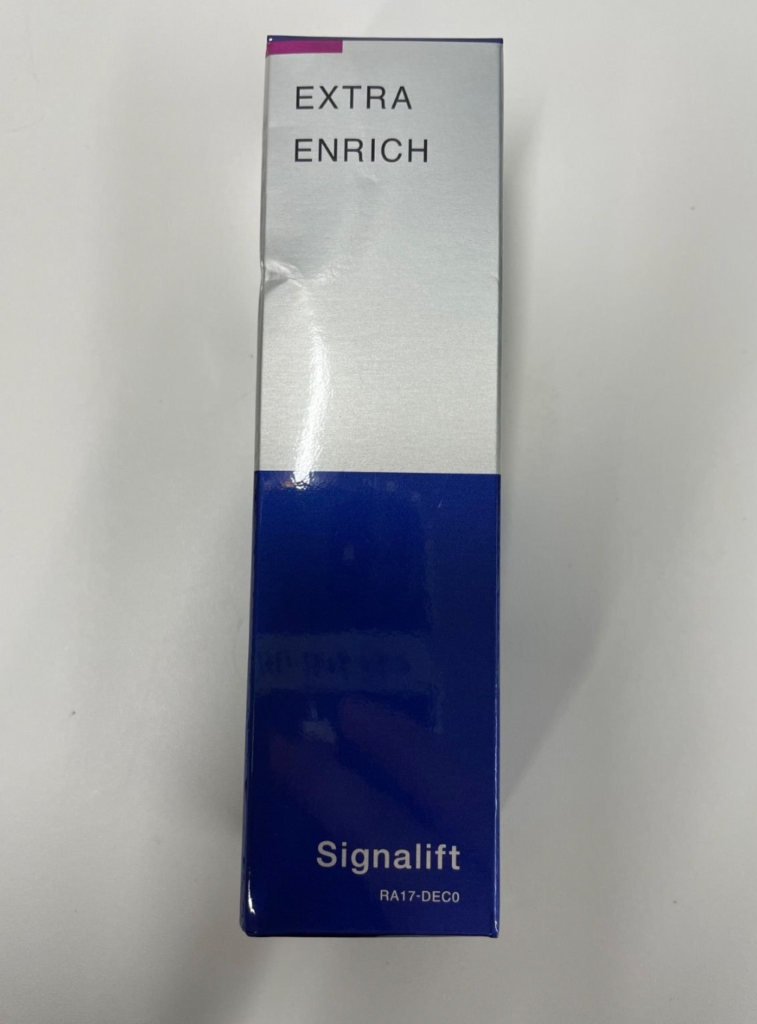 EXTRA
ENRICH
Signalift
RA17-DEC0